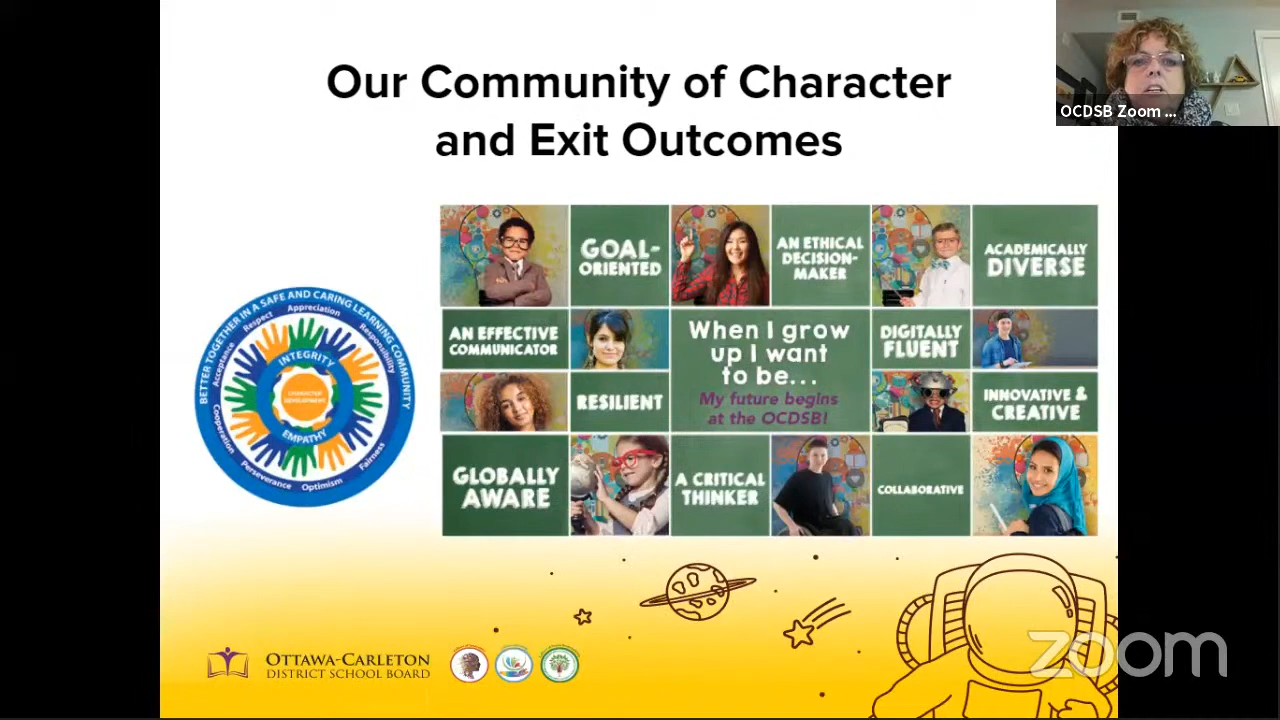 Our Community of Character
and Exit Outcomes
OCDSB Zoom ...
GOAL-
ORIENTED
AN ETHICAL
DECISION-
MAKER
ACADEMICALLY
DIVERSE
AN EFFECTIVE
COMMUNICATOR
When I grow
up I want
to be...
My future begins
at the OCDSB!
DIGITALLY
FLUENT
RESILIENT
INNOVATIVE &
CREATIVE
GLOBALLY
AWARE
A CRITICAL
THINKER
COLLABORATIVE
BETTER TOGETHER IN A SAFE AND CARING LEARNING COMMUNITY
Appreciation
Respect
Responsibility
Acceptance
INTEGRITY
CHARACTER
DEVELOPMENT
EMPATHY
Cooperation
Fairness
Perseverance
Optimism
OTTAWA-CARLETON
DISTRICT SCHOOL BOARD
zoom